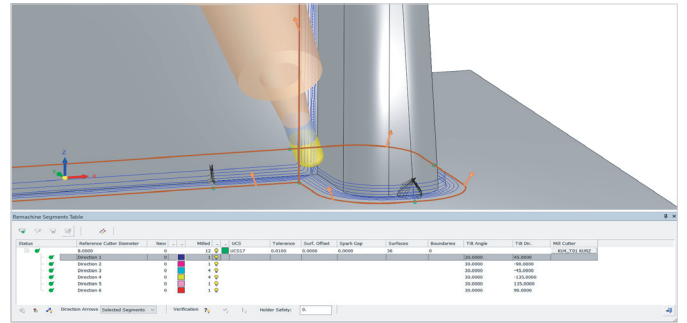 Z
X
Remachine Segments Table
Status Reference Cutter Diameter New .. .. Milled .. .. UCS Tolerance Surf. Offset Spark Gap Surfaces Boundaries Tilt Angle Tilt Dir. Mill Cutter
8.0000 0 12 UCS17 0.0100 0.0000 0.0000 36 0 KUH_T01 KURZ
Direction 1 0 1 30.0000 45.0000
Direction 2 0 1 30.0000 -90.0000
Direction 3 0 4 30.0000 -45.0000
Direction 4 0 4 30.0000 -135.0000
Direction 5 0 1 30.0000 135.0000
Direction 6 0 1 30.0000 90.0000
Direction Arrows Selected Segments Verification Holder Safety: 0.